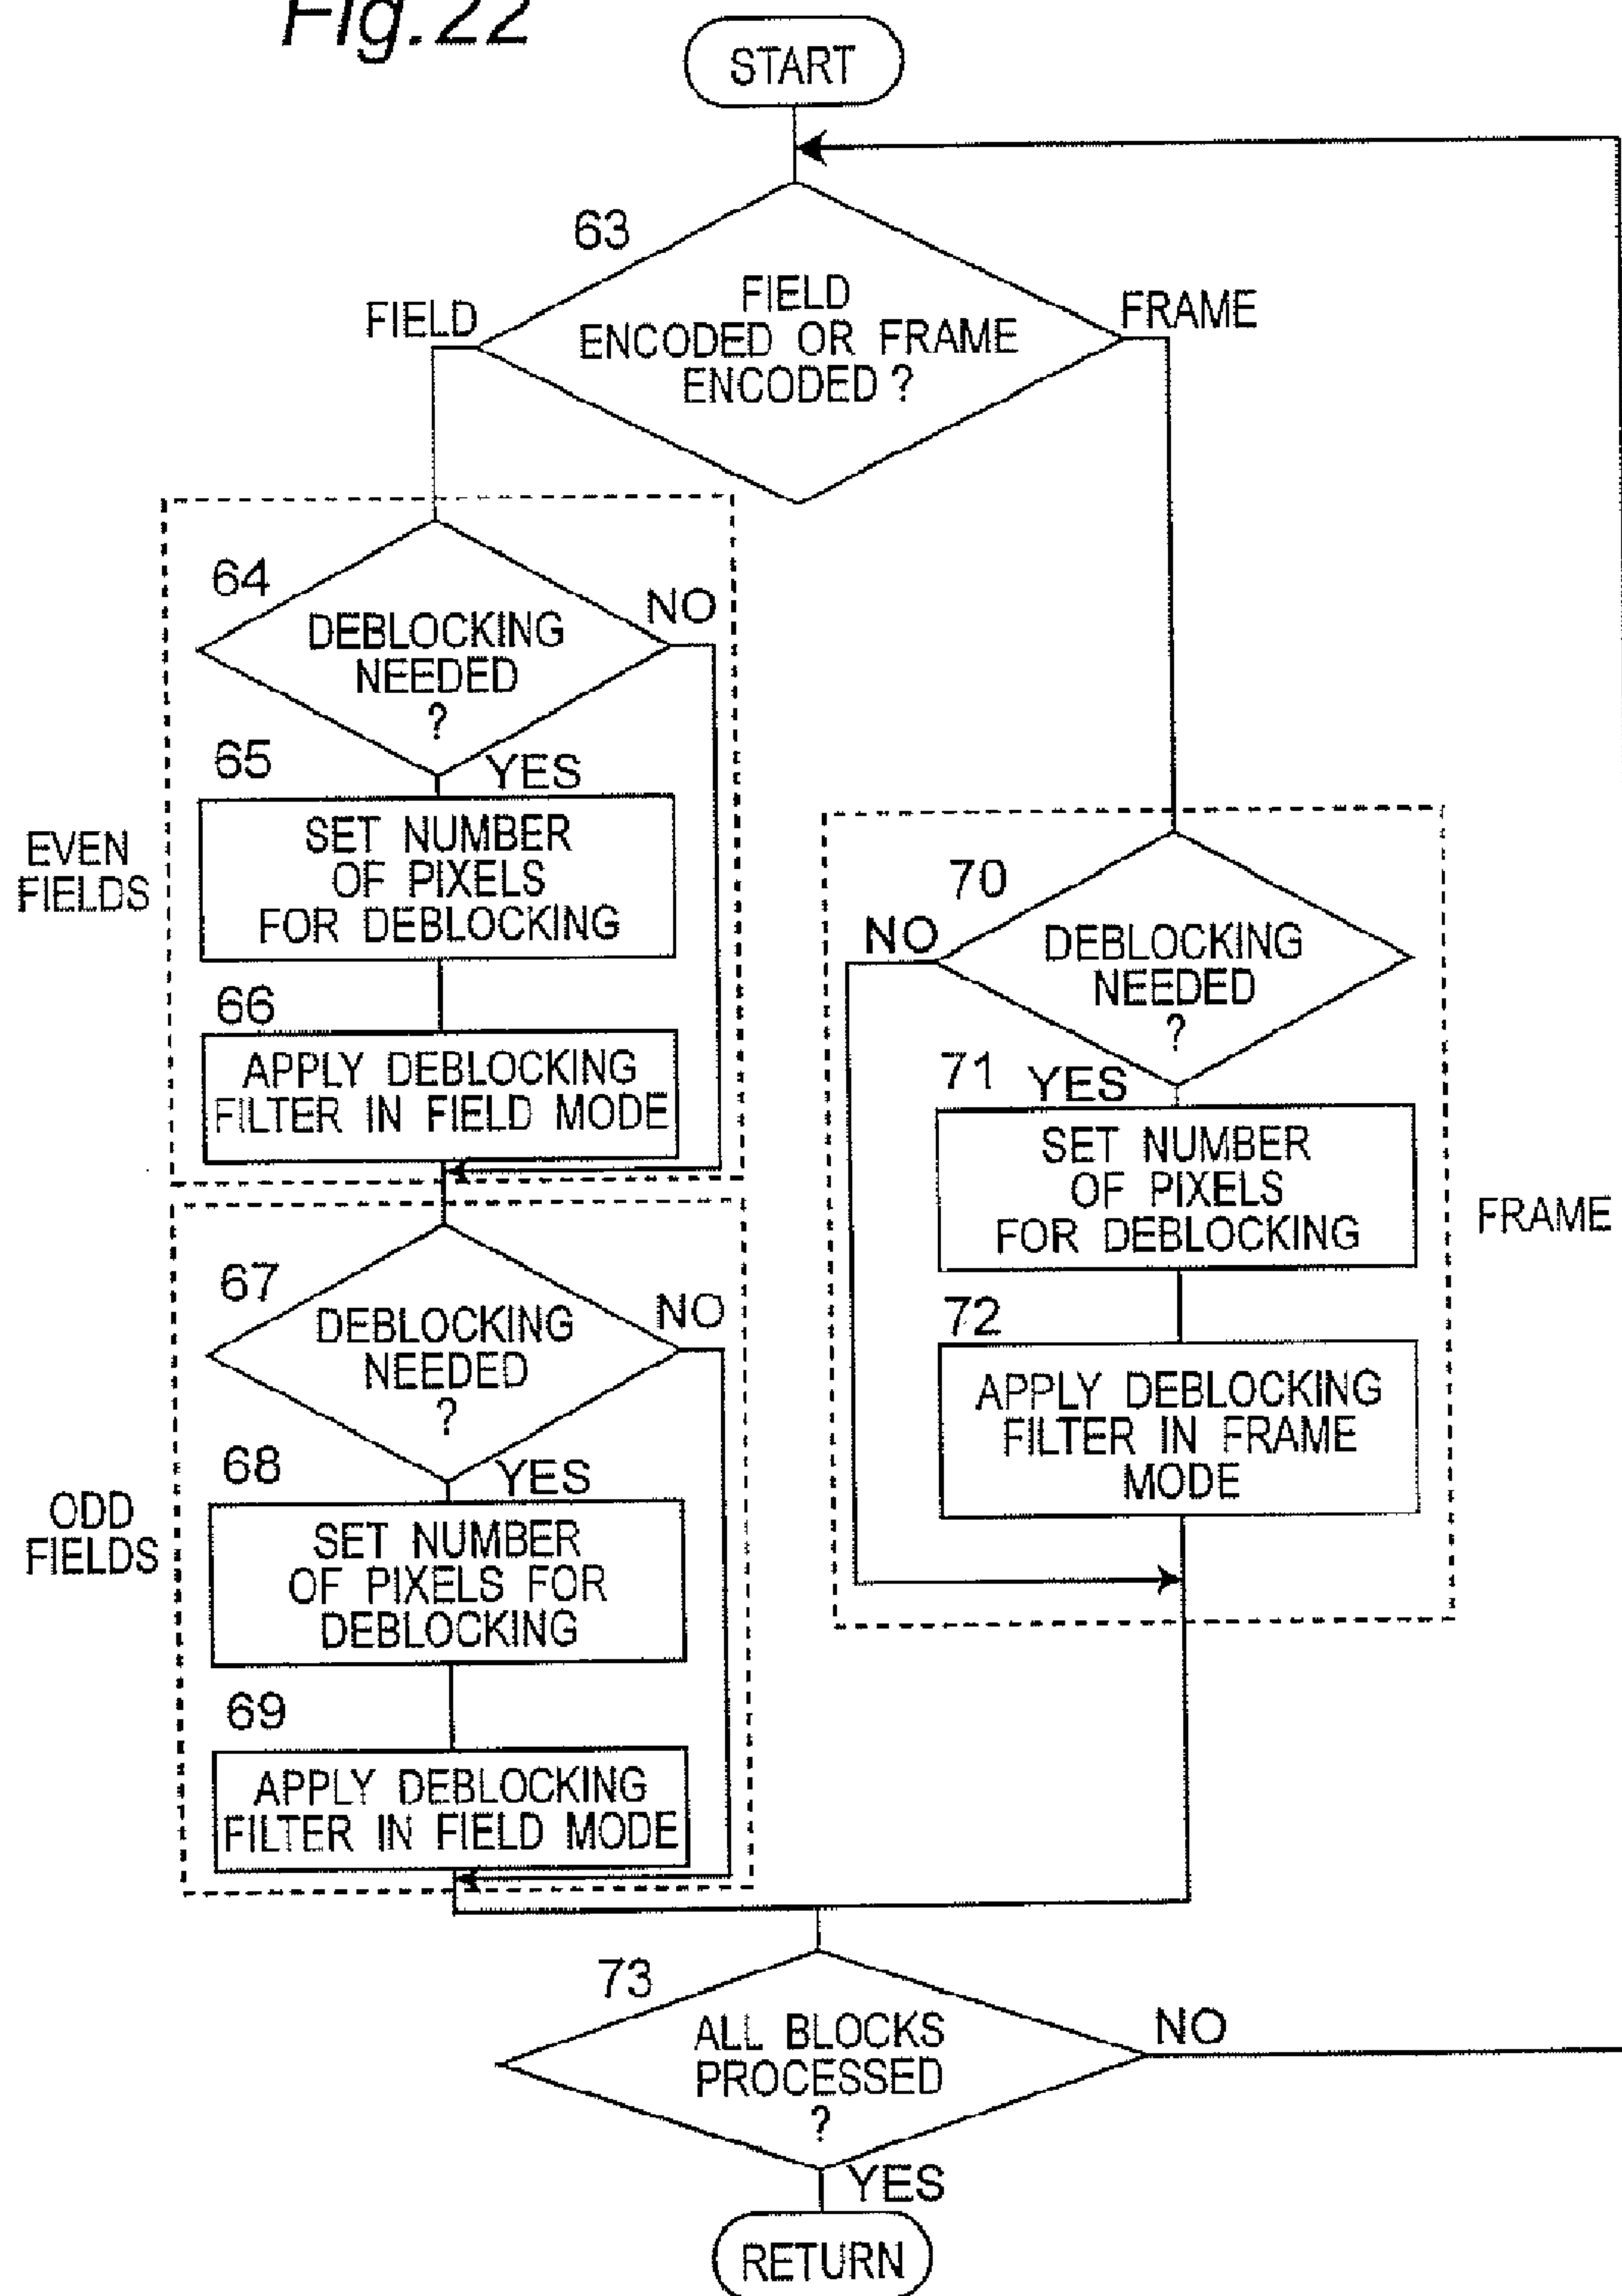 Fig.22
START
63
FIELD
ENCODED OR FRAME
ENCODED ?
FIELD
FRAME
64
DEBLOCKING
NEEDED
?
NO
YES
65
SET NUMBER
OF PIXELS
FOR DEBLOCKING
EVEN
FIELDS
66
APPLY DEBLOCKING
FILTER IN FIELD MODE
67
DEBLOCKING
NEEDED
?
NO
YES
68
SET NUMBER
OF PIXELS FOR
DEBLOCKING
ODD
FIELDS
69
APPLY DEBLOCKING
FILTER IN FIELD MODE
70
NO
DEBLOCKING
NEEDED
?
71
YES
SET NUMBER
OF PIXELS
FOR DEBLOCKING
FRAME
72
APPLY DEBLOCKING
FILTER IN FRAME
MODE
73
ALL BLOCKS
PROCESSED
?
NO
YES
RETURN